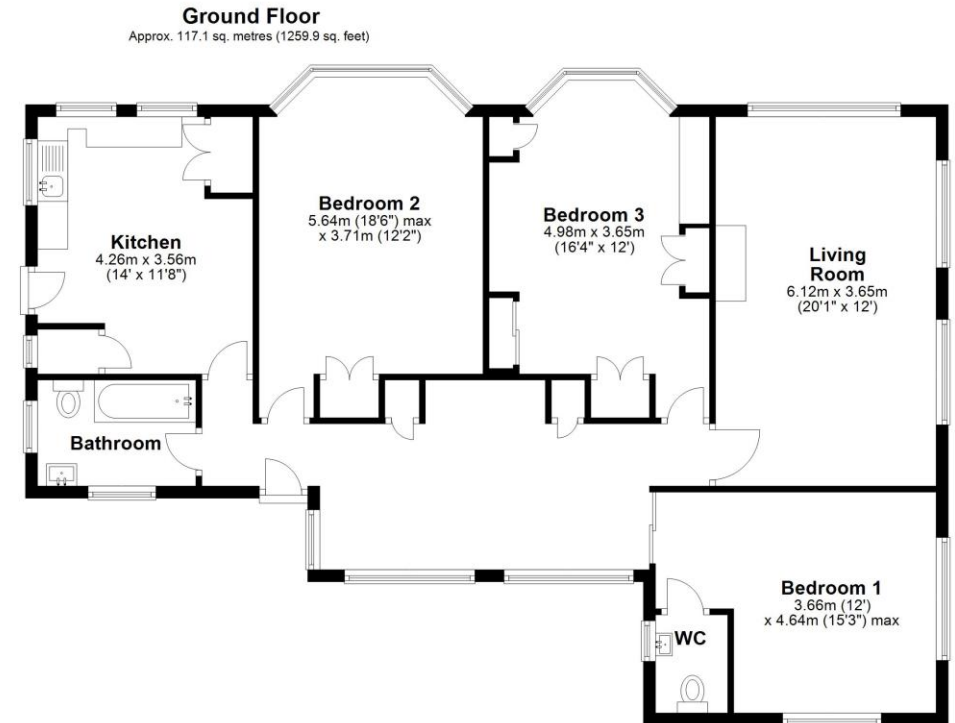 Ground Floor
Approx. 117.1 sq. metres (1259.9 sq. feet)
Bedroom 2
5.64m (18'6") max
x 3.71m (12'2")
Bedroom 3
4.98m x 3.65m
(16'4" x 12')
Kitchen
4.26m x 3.56m
(14' x 11'8")
Living
Room
6.12m x 3.65m
(20'1" x 12')
Bathroom
Bedroom 1
3.66m (12')
x 4.64m (15'3") max
WC